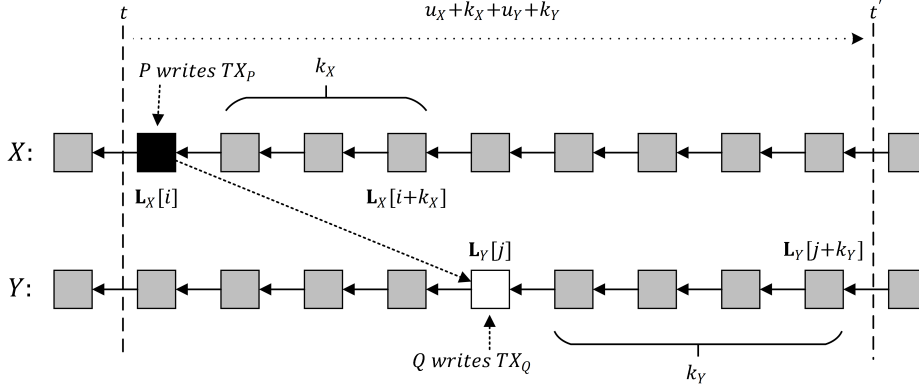 t
u_X+k_X+u_Y+k_Y
t'
P writes TX_P
k_X
X:
L_X[i]
L_X[i+k_X]
L_Y[j]
L_Y[j+k_Y]
Y:
Q writes TX_Q
k_Y